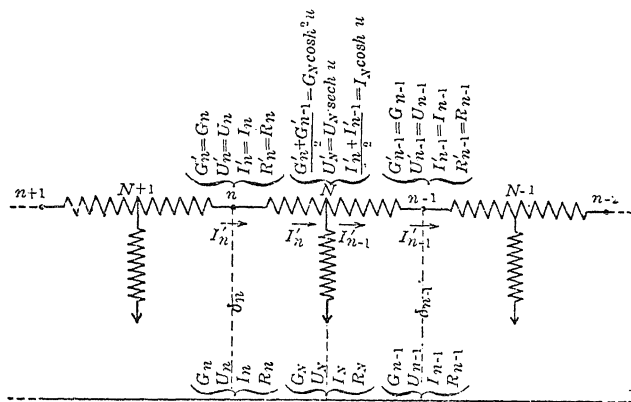 G'n=Gn
U'n=Un
I'n=In
R'n=Rn
G'n+G'n-1/2=GN cosh²u
U'N=UN sech u
I'n+I'n-1/2=IN cosh u
G'n-1=Gn-1
U'n-1=Un-1
I'n-1=In-1
R'n-1=Rn-1
n+1
N+1
n
N
n-1
N-1
n-2
I'n
I'n
I'n-1
I'n-1
δn
δn-1
Gn
Un
In
Rn
GN
UN
IN
RN
Gn-1
Un-1
In-1
Rn-1